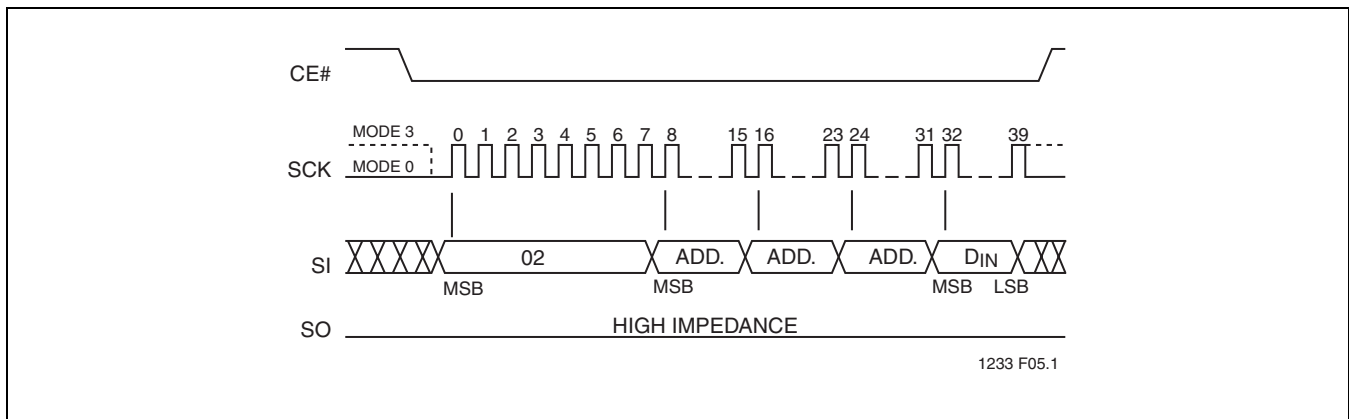 CE#
MODE 3
0 1 2 3 4 5 6 7 8 15 16 23 24 31 32 39
SCK
MODE 0
SI
02 ADD. ADD. ADD. DIN
MSB MSB MSB LSB
SO
HIGH IMPEDANCE
1233 F05.1